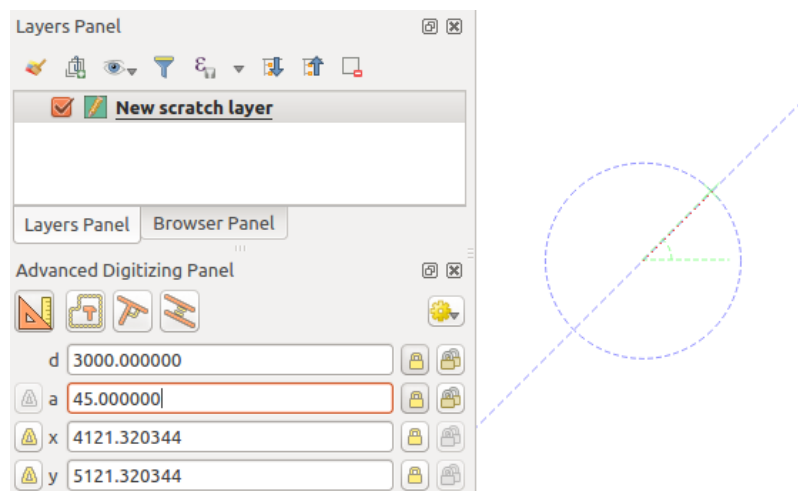 Layers Panel
New scratch layer
Layers Panel Browser Panel
Advanced Digitizing Panel
d 3000.000000
a 45.000000
x 4121.320344
y 5121.320344